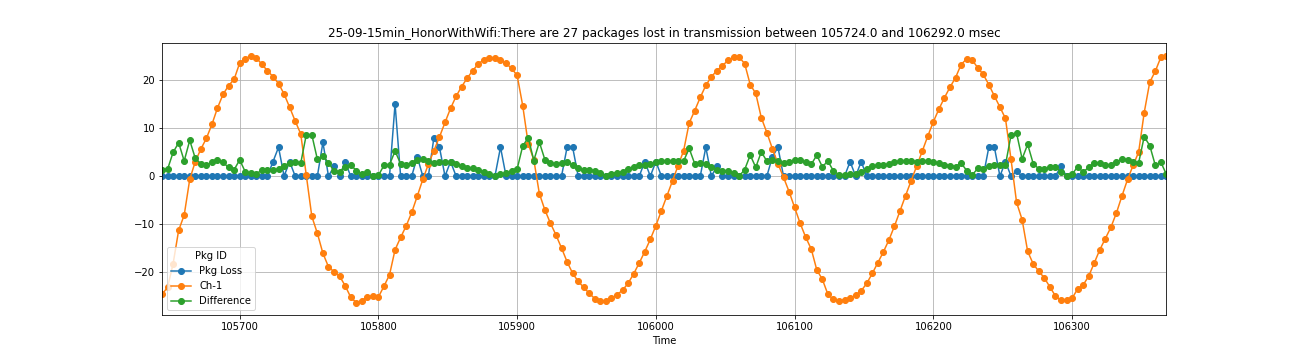 25-09-15min_HonorWithWifi:There are 27 packages lost in transmission between 105724.0 and 106292.0 msec
20
10
0
−10
−20
Pkg ID
Pkg Loss
Ch-1
Difference
105700 105800 105900 106000 106100 106200 106300
Time